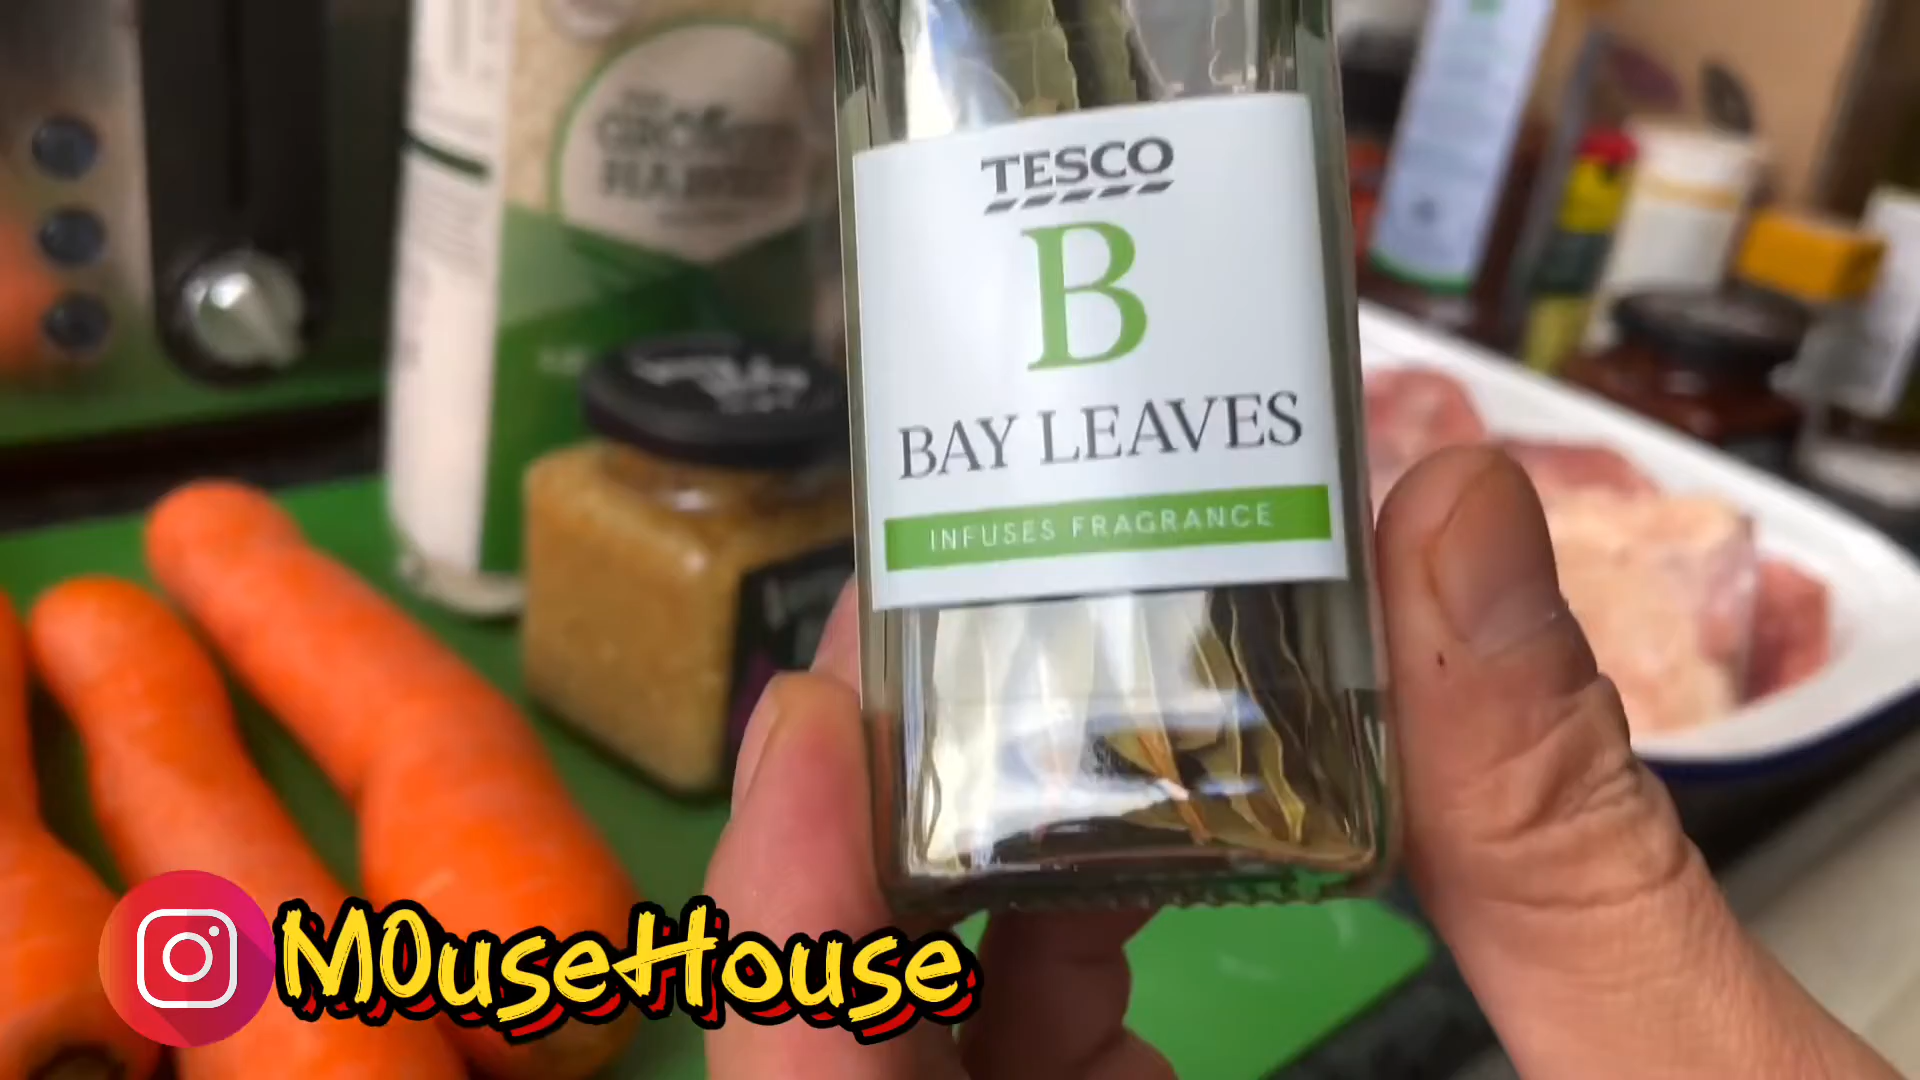 TESCO
B
BAY LEAVES
INFUSES FRAGRANCE
M0useHouse